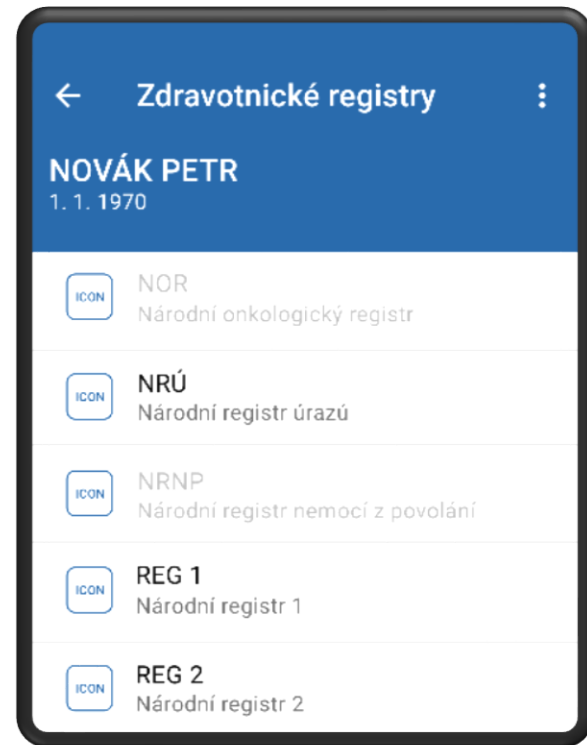 Zdravotnické registry
NOVÁK PETR
1. 1. 1970
ICON
NOR
Národní onkologický registr
ICON
NRÚ
Národní registr úrazú
ICON
NRNP
Národní registr nemocí z povolání
ICON
REG 1
Národní registr 1
ICON
REG 2
Národní registr 2